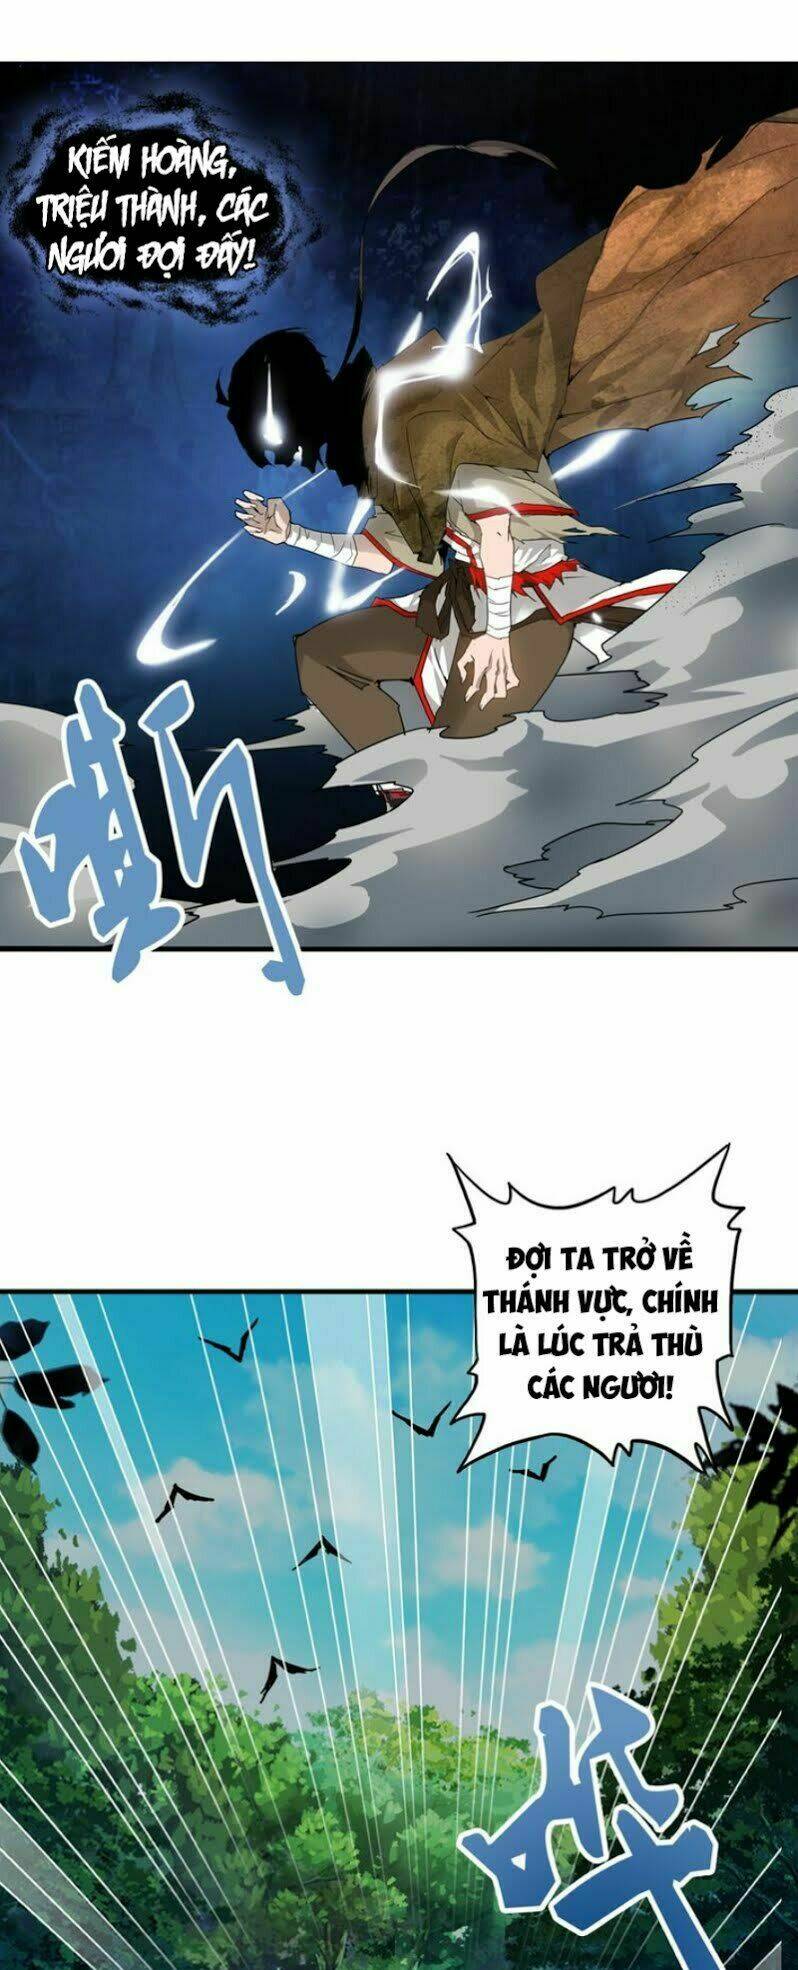 KIẾM HOÀNG,
TRIỆU THÀNH, CÁC
NGƯƠI ĐỢI ĐẤY!
嘶
ĐỢI TA TRỞ VỀ
THÁNH VỰC, CHÍNH
LÀ LÚC TRẢ THÙ
CÁC NGƯƠI!